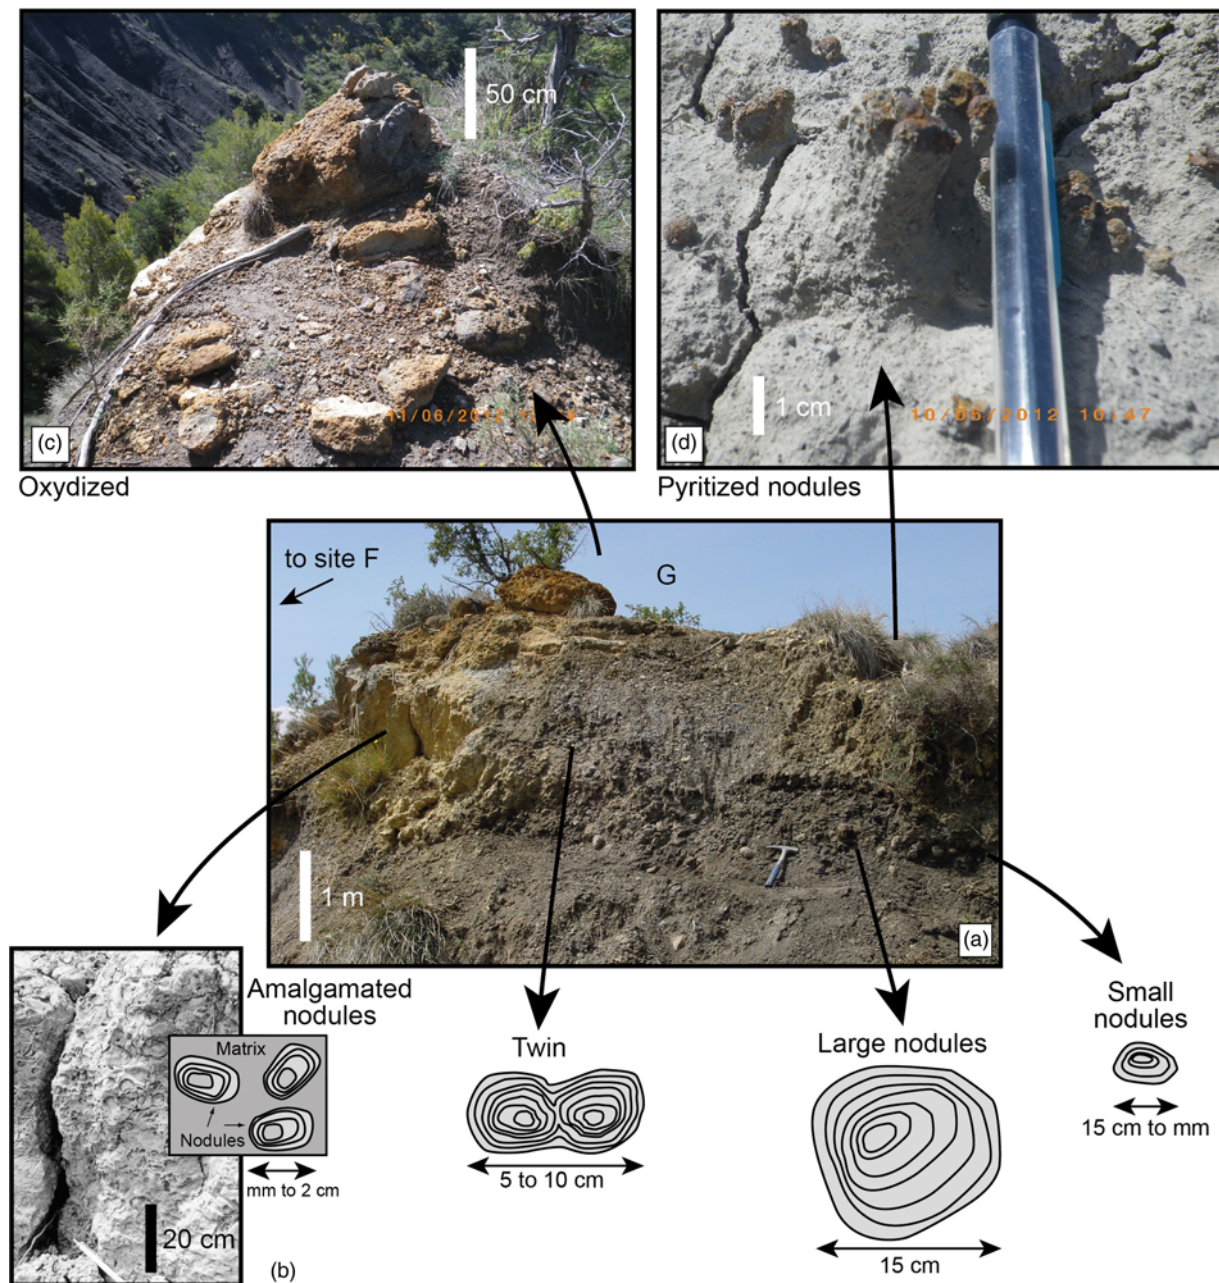 50 cm
11/06/2012
(c)
Oxydized
1 cm
10/05/2012 10:47
(d)
Pyritized nodules
to site F
G
1 m
(a)
Amalgamated
nodules
Matrix
Nodules
mm to 2 cm
20 cm
(b)
Twin
5 to 10 cm
Large nodules
15 cm
Small
nodules
15 cm to mm